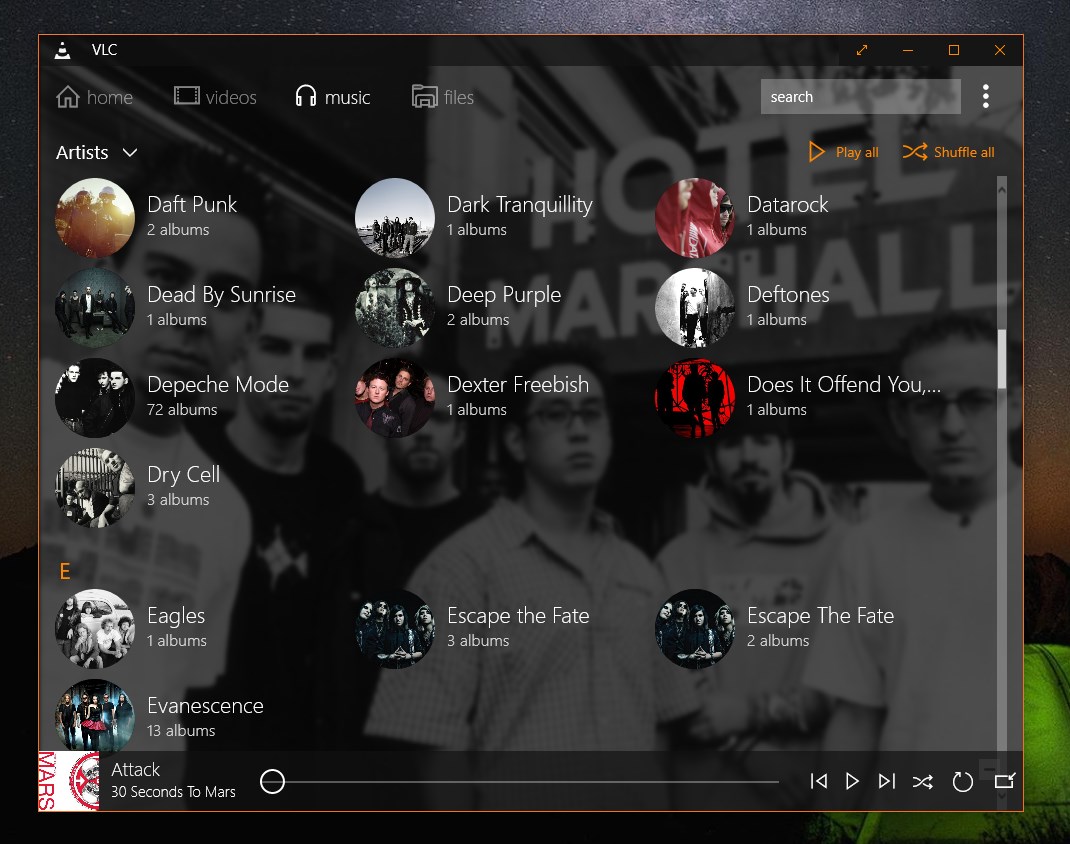 VLC
home
videos
music
files
search
Artists
Play all
Shuffle all
Daft Punk
2 albums
Dark Tranquillity
1 albums
Datarock
1 albums
Dead By Sunrise
1 albums
Deep Purple
2 albums
Deftones
1 albums
Depeche Mode
72 albums
Dexter Freebish
1 albums
Does It Offend You,...
1 albums
Dry Cell
3 albums
E
Eagles
1 albums
Escape the Fate
3 albums
Escape The Fate
2 albums
Evanescence
13 albums
MARS
Attack
30 Seconds To Mars
HOTEL
MARSHALL